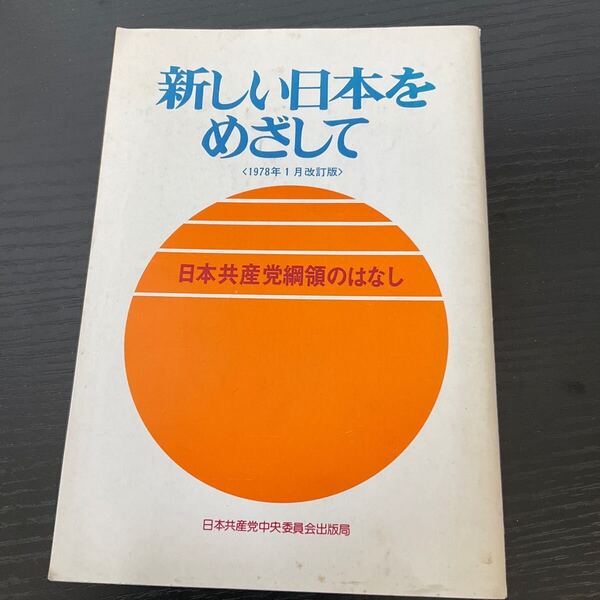 新しい日本を
めざして
<1978年1月改訂版>
日本共産党綱領のはなし
日本共産党中央委員会出版局